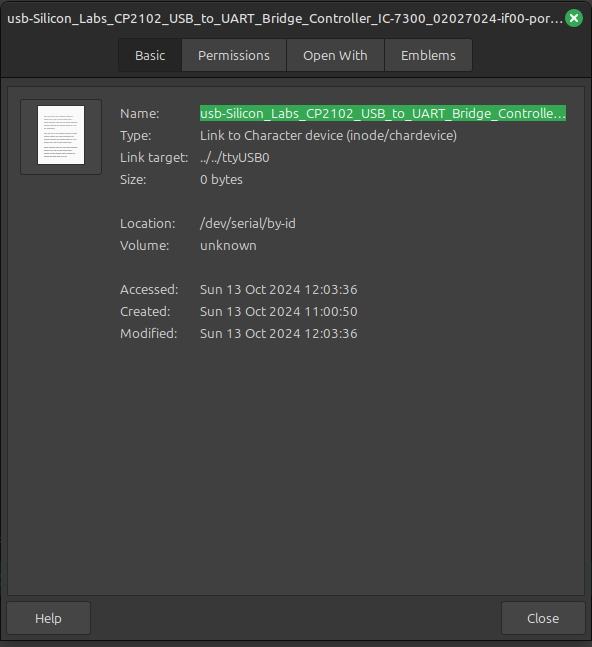 usb-Silicon_Labs_CP2102_USB_to_UART_Bridge_Controller_IC-7300_02027024-if00-por...
Basic Permissions Open With Emblems
Name: usb-Silicon_Labs_CP2102_USB_to_UART_Bridge_Controlle...
Type: Link to Character device (inode/chardevice)
Link target: ../../ttyUSB0
Size: 0 bytes
Location: /dev/serial/by-id
Volume: unknown
Accessed: Sun 13 Oct 2024 12:03:36
Created: Sun 13 Oct 2024 11:00:50
Modified: Sun 13 Oct 2024 12:03:36
Help Close